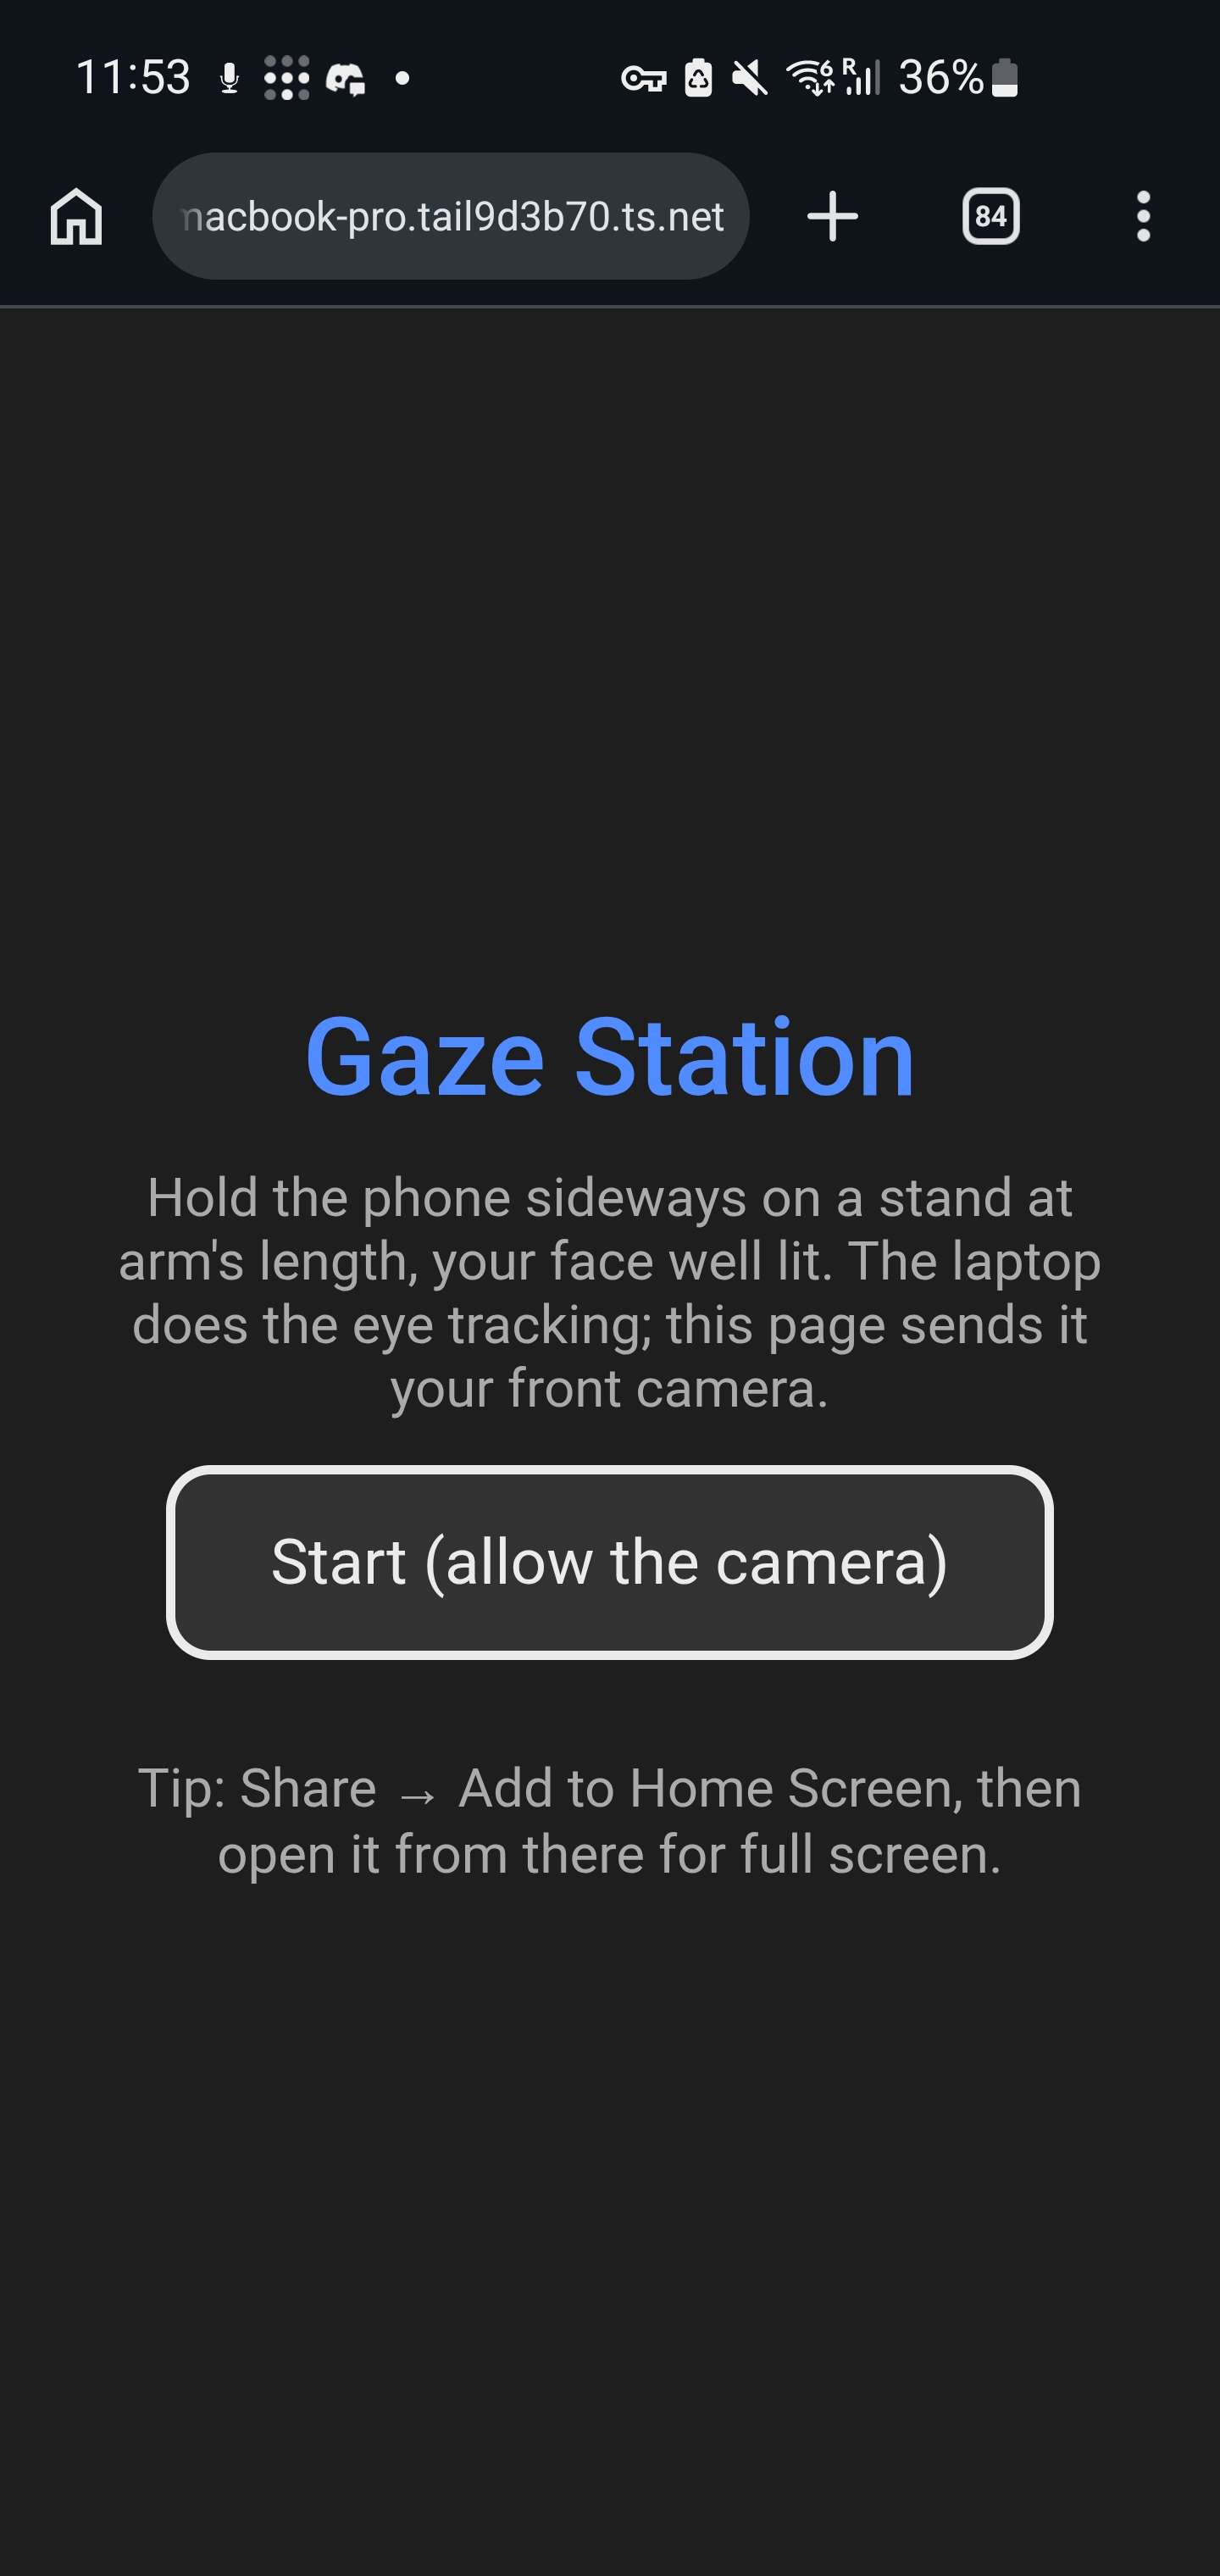 11:53
R
6
36%
macbook-pro.tail9d3b70.ts.net
84
Gaze Station
Hold the phone sideways on a stand at
arm's length, your face well lit. The laptop
does the eye tracking; this page sends it
your front camera.
Start (allow the camera)
Tip: Share → Add to Home Screen, then
open it from there for full screen.